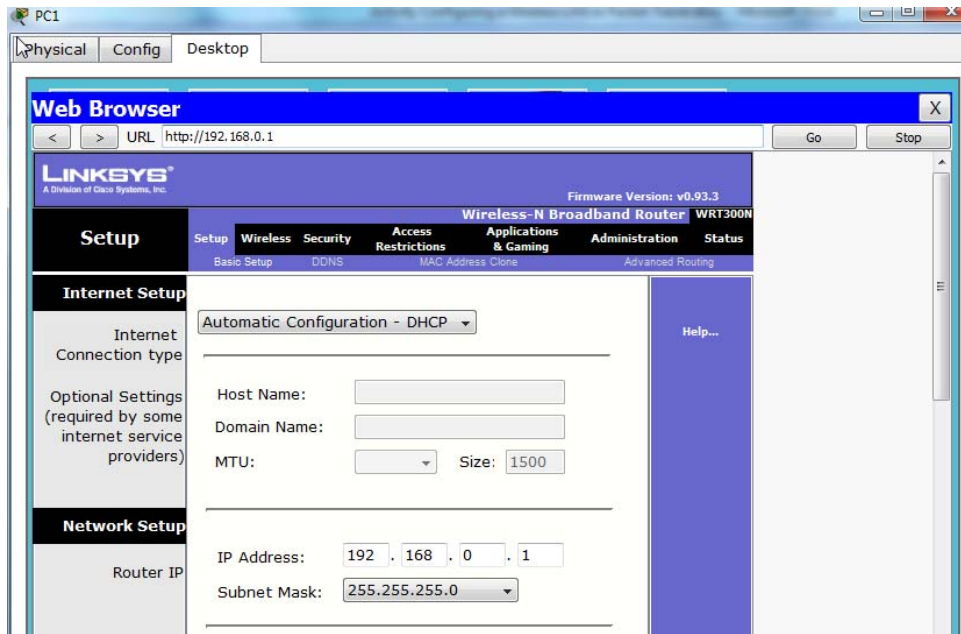 PC1
Physical Config Desktop
Web Browser X
< > URL http://192.168.0.1 Go Stop
LINKSYS®
A Division of Cisco Systems, Inc.
Firmware Version: v0.93.3
Wireless-N Broadband Router WRT300N
Setup
Setup Wireless Security Access Restrictions Applications & Gaming Administration Status
Basic Setup DDNS MAC Address Clone Advanced Routing
Internet Setup
Internet Connection type
Automatic Configuration - DHCP
Help...
Optional Settings
(required by some
internet service
providers)
Host Name:
Domain Name:
MTU: Size: 1500
Network Setup
Router IP
IP Address: 192 . 168 . 0 . 1
Subnet Mask: 255.255.255.0